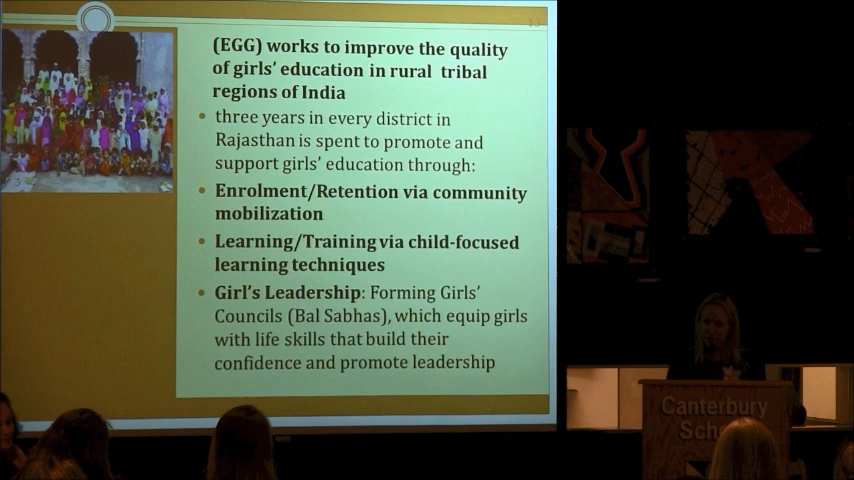 13
(EGG) works to improve the quality
of girls' education in rural tribal
regions of India
• three years in every district in
Rajasthan is spent to promote and
support girls' education through:
• Enrolment/Retention via community
mobilization
• Learning/Training via child-focused
learning techniques
• Girl's Leadership: Forming Girls'
Councils (Bal Sabhas), which equip girls
with life skills that build their
confidence and promote leadership
Canterbury